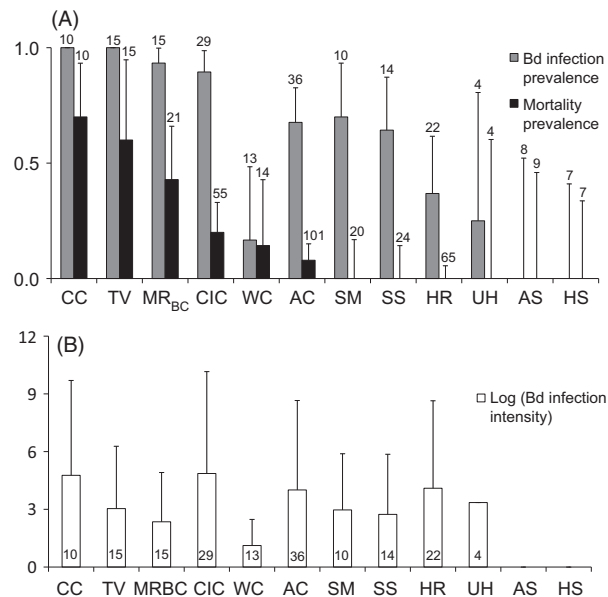 (A)
10 15 15 29 36 10 14 4
10 15 21 55 13 14 101 20 24 22 65 4 8 9 7 7
Bd infection
prevalence
Mortality
prevalence
1.0
0.5
0.0
CC TV MRBC CIC WC AC SM SS HR UH AS HS
(B)
12
9
6
3
0
Log (Bd infection
intensity)
10 15 15 29 13 36 10 14 22 4
CC TV MRBC CIC WC AC SM SS HR UH AS HS